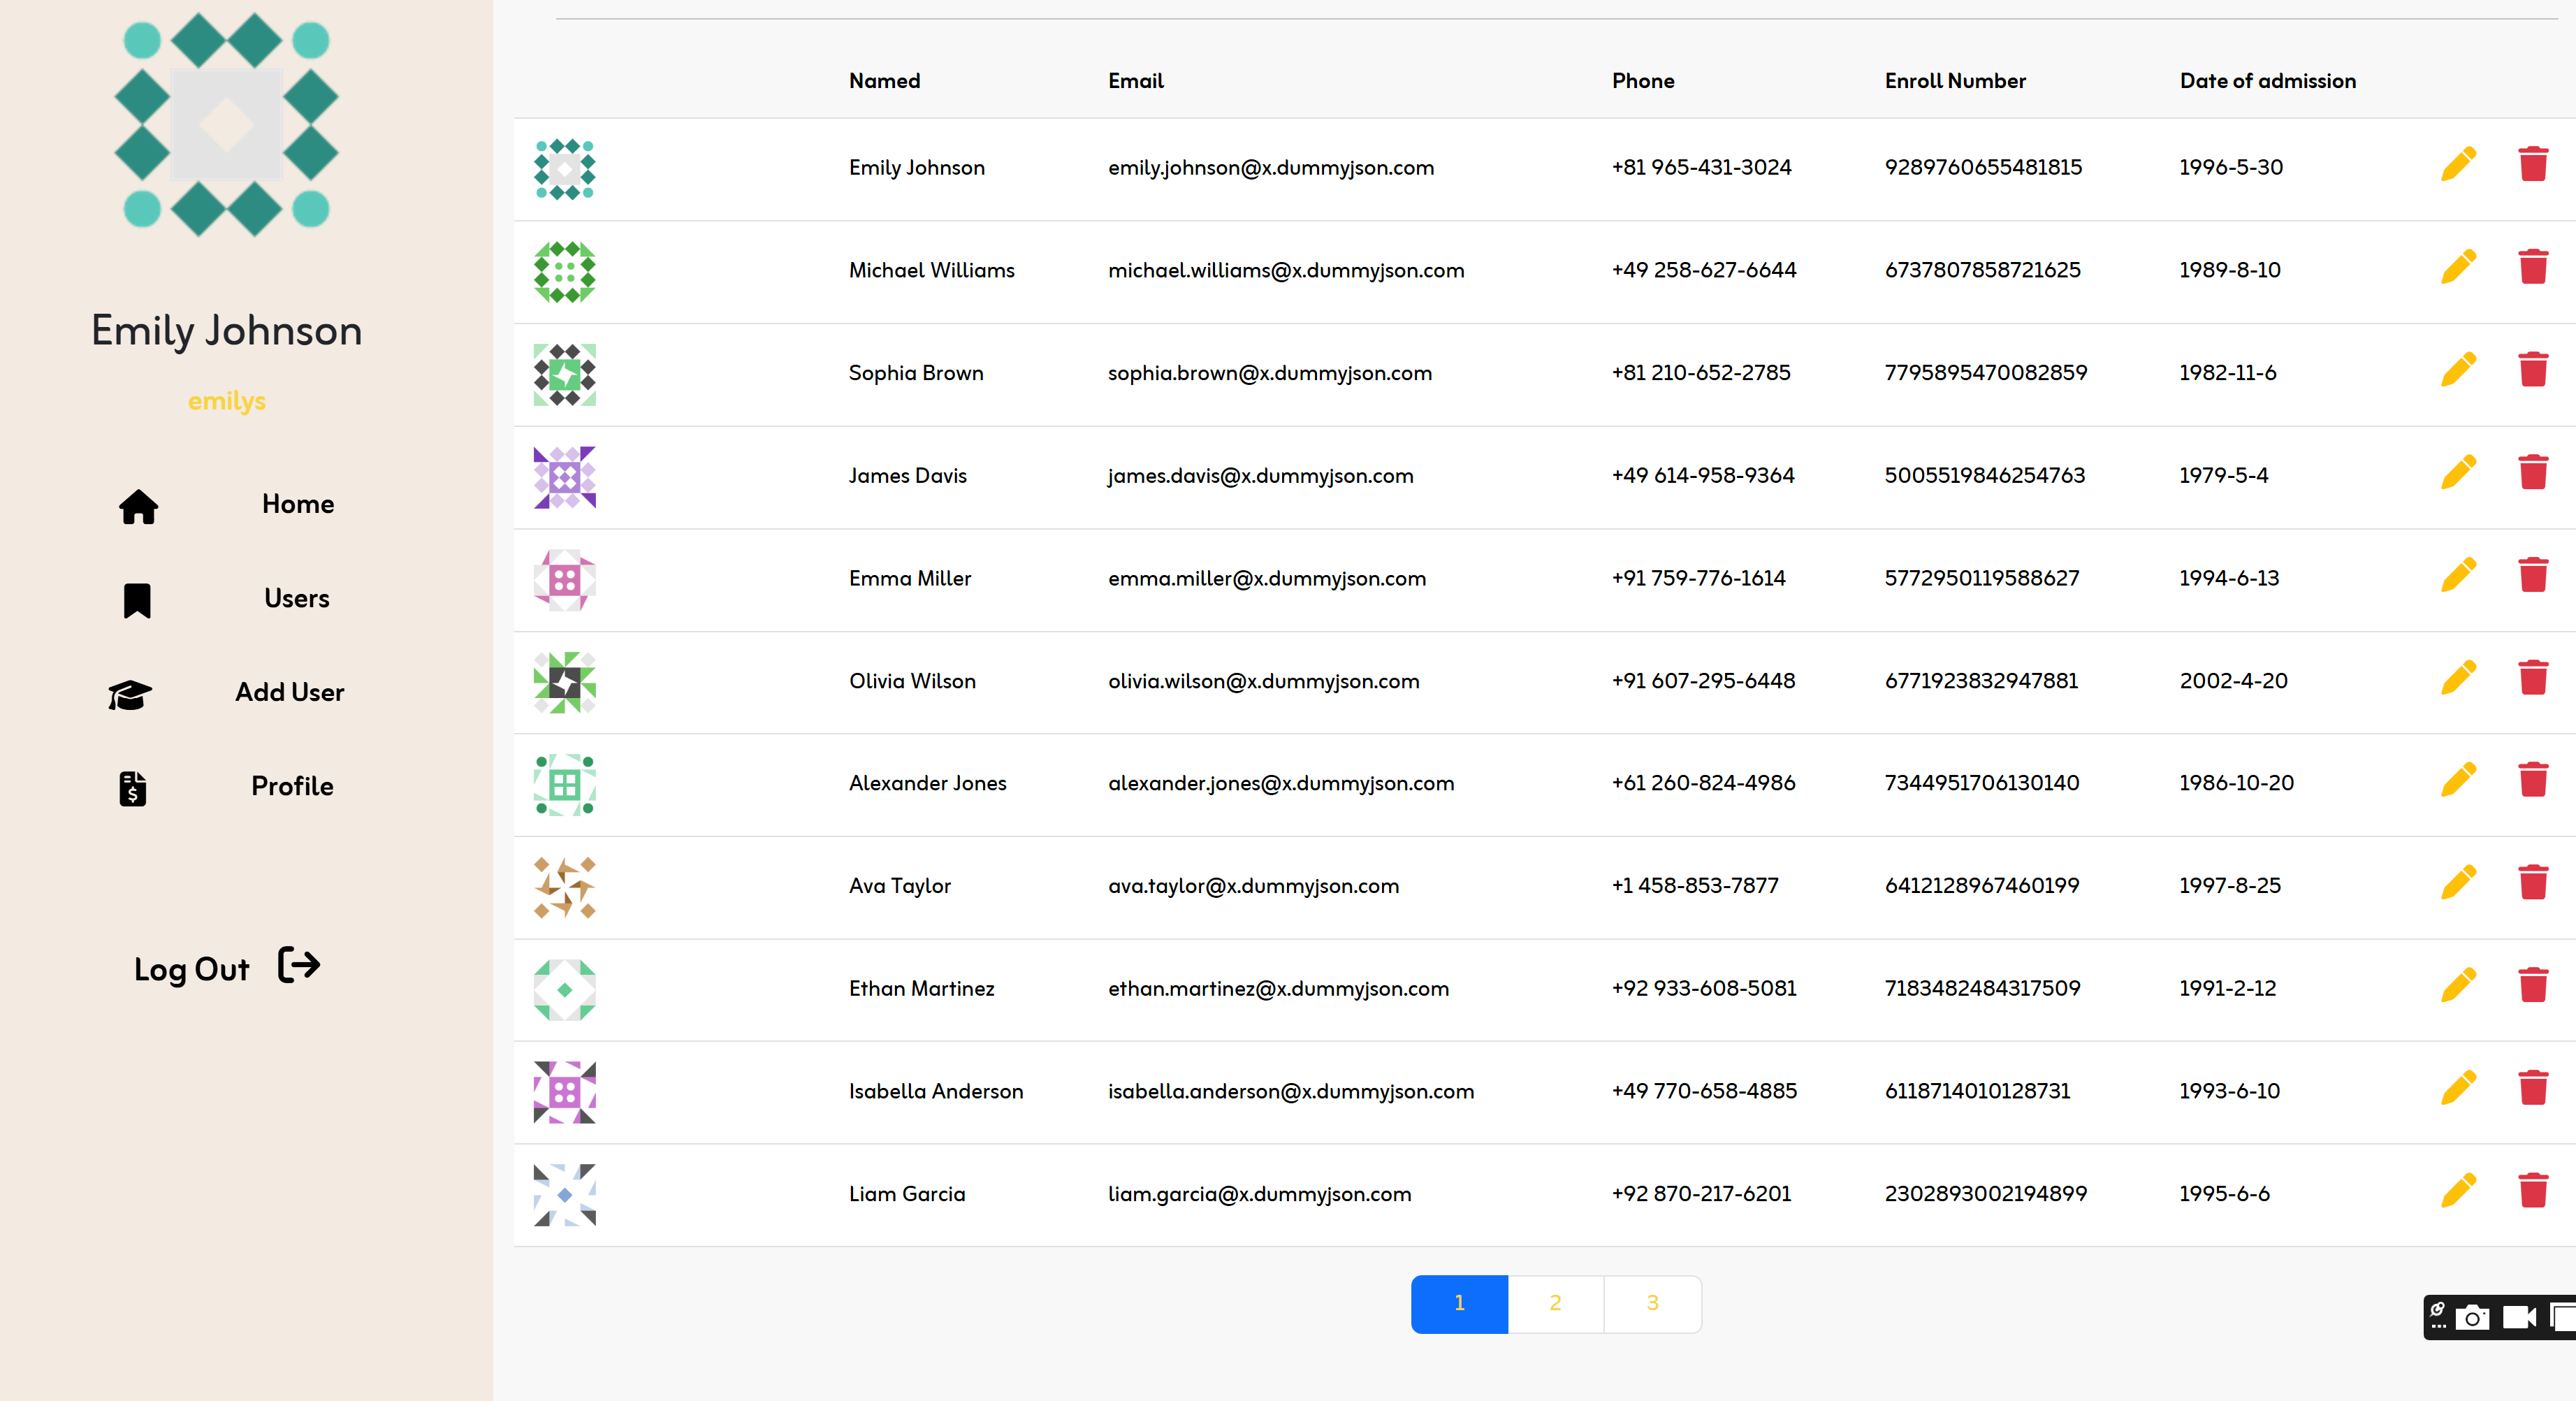 Emily Johnson
emilys
Home
Users
Add User
Profile
Log Out
Named Email Phone Enroll Number Date of admission
Emily Johnson emily.johnson@x.dummyjson.com +81 965-431-3024 9289760655481815 1996-5-30
Michael Williams michael.williams@x.dummyjson.com +49 258-627-6644 6737807858721625 1989-8-10
Sophia Brown sophia.brown@x.dummyjson.com +81 210-652-2785 7795895470082859 1982-11-6
James Davis james.davis@x.dummyjson.com +49 614-958-9364 5005519846254763 1979-5-4
Emma Miller emma.miller@x.dummyjson.com +91 759-776-1614 5772950119588627 1994-6-13
Olivia Wilson olivia.wilson@x.dummyjson.com +91 607-295-6448 6771923832947881 2002-4-20
Alexander Jones alexander.jones@x.dummyjson.com +61 260-824-4986 7344951706130140 1986-10-20
Ava Taylor ava.taylor@x.dummyjson.com +1 458-853-7877 6412128967460199 1997-8-25
Ethan Martinez ethan.martinez@x.dummyjson.com +92 933-608-5081 7183482484317509 1991-2-12
Isabella Anderson isabella.anderson@x.dummyjson.com +49 770-658-4885 6118714010128731 1993-6-10
Liam Garcia liam.garcia@x.dummyjson.com +92 870-217-6201 2302893002194899 1995-6-6
1 2 3